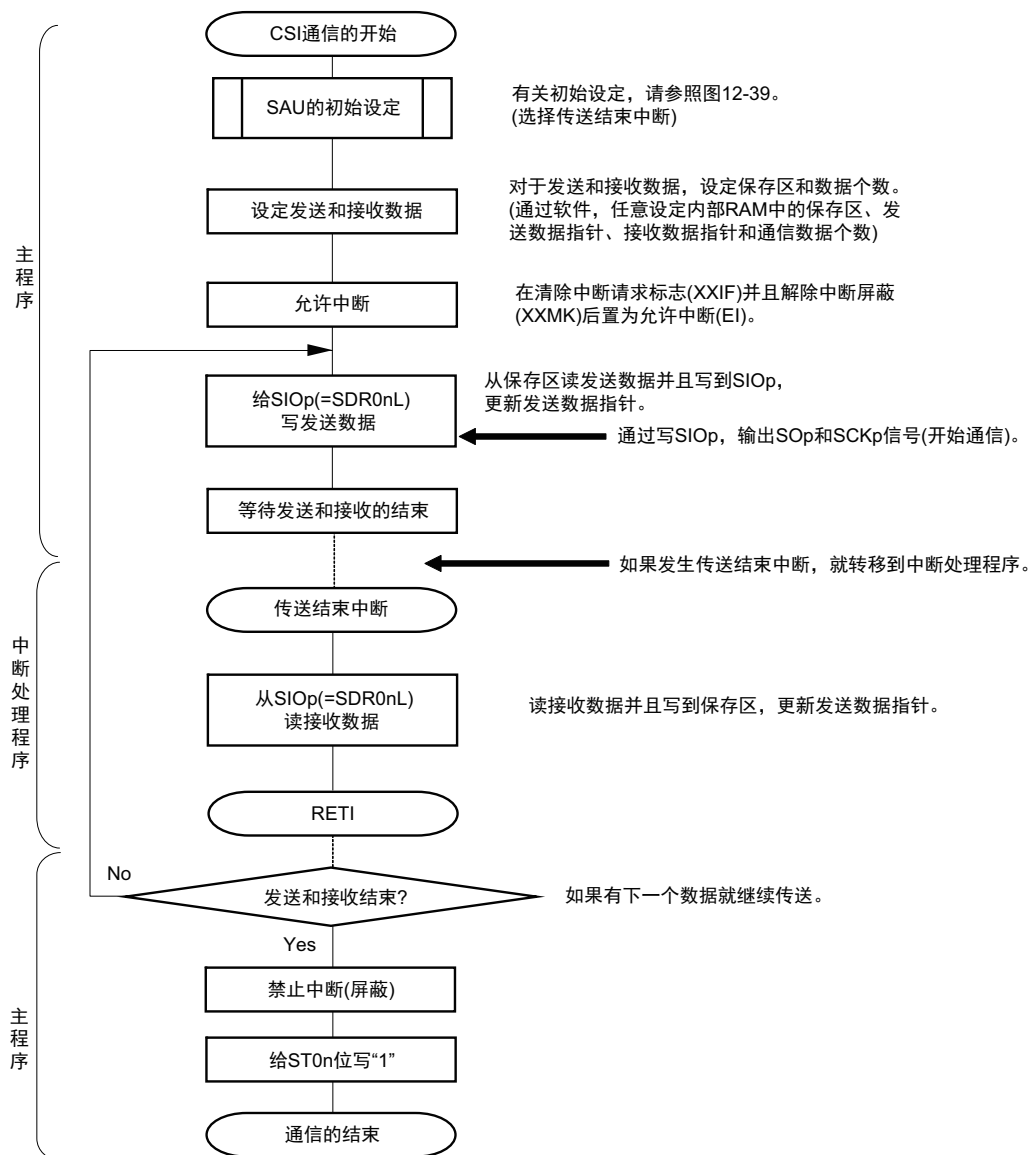 CSI通信的开始
SAU的初始设定
有关初始设定，请参照图12-39。
(选择传送结束中断)
设定发送和接收数据
对于发送和接收数据，设定保存区和数据个数。
(通过软件，任意设定内部RAM中的保存区、发
送数据指针、接收数据指针和通信数据个数)
主程序
允许中断
在清除中断请求标志(XXIF)并且解除中断屏蔽
(XXMK)后置为允许中断(EI)。
给SIOp(=SDR0nL)
写发送数据
从保存区读发送数据并且写到SIOp，
更新发送数据指针。
通过写SIOp，输出SOp和SCKp信号(开始通信)。
等待发送和接收的结束
如果发生传送结束中断，就转移到中断处理程序。
传送结束中断
中断处理程序
从SIOp(=SDR0nL)
读接收数据
读接收数据并且写到保存区，更新发送数据指针。
RETI
No
发送和接收结束?
如果有下一个数据就继续传送。
Yes
禁止中断(屏蔽)
主程序
给ST0n位写“1”
通信的结束